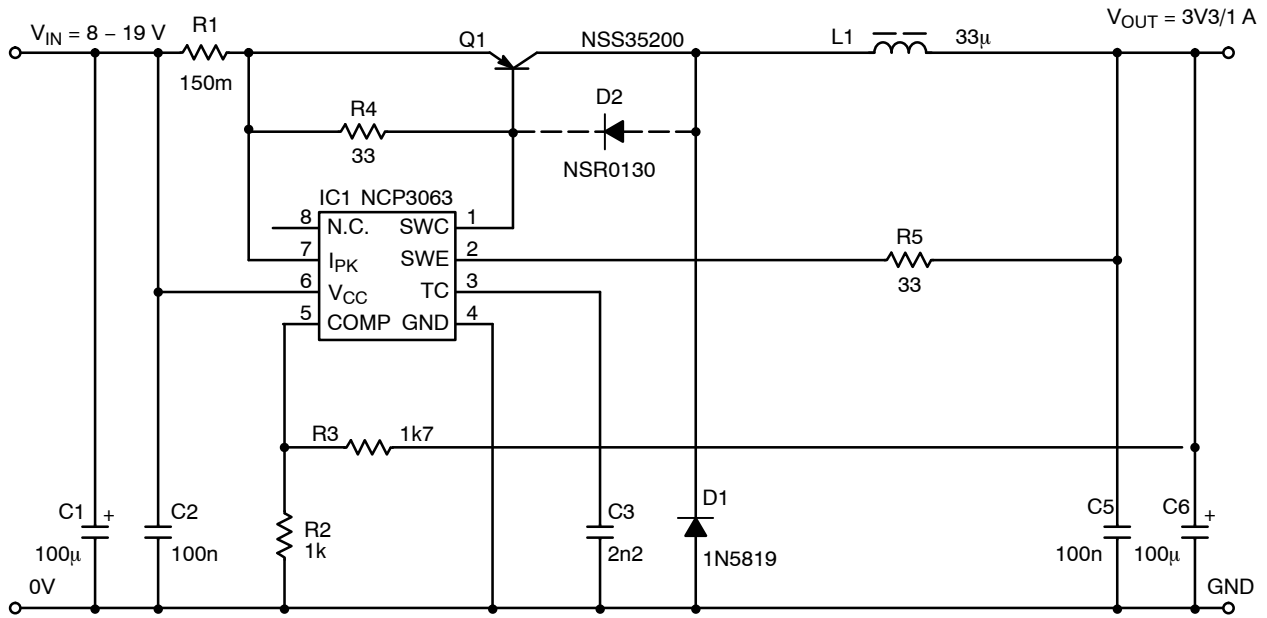 V_IN = 8 – 19 V
R1
150m
Q1
NSS35200
L1
33µ
V_OUT = 3V3/1 A
R4
33
D2
NSR0130
IC1 NCP3063
8 N.C. SWC 1
7 I_PK SWE 2
6 V_CC TC 3
5 COMP GND 4
R5
33
R3
1k7
C1
+
100µ
C2
100n
R2
1k
C3
2n2
D1
1N5819
C5
100n
C6
+
100µ
0V
GND